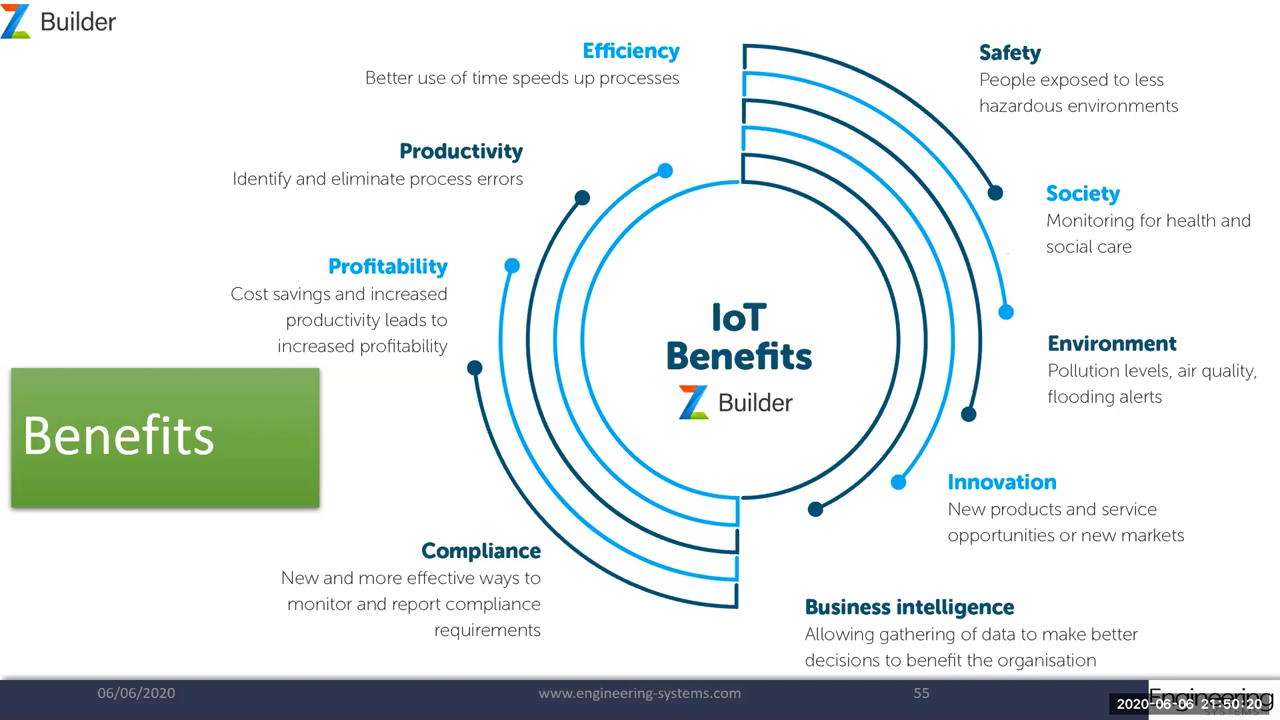 Z Builder
Efficiency
Better use of time speeds up processes
Productivity
Identify and eliminate process errors
Profitability
Cost savings and increased
productivity leads to
increased profitability
Benefits
Compliance
New and more effective ways to
monitor and report compliance
requirements
IoT
Benefits
Z Builder
Safety
People exposed to less
hazardous environments
Society
Monitoring for health and
social care
Environment
Pollution levels, air quality,
flooding alerts
Innovation
New products and service
opportunities or new markets
Business intelligence
Allowing gathering of data to make better
decisions to benefit the organisation
06/06/2020
www.engineering-systems.com
55
Engineering
2020-06-06 21:50:20